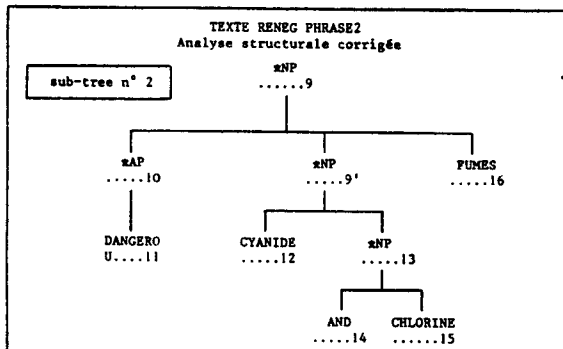 TEXTE RENEG PHRASE2
Analyse structurale corrigée
sub-tree n° 2
*NP
......9
*AP
.....10
*NP
.....9'
FUMES
.....16
DANGERO
U....11
CYANIDE
.....12
*NP
.....13
AND
.....14
CHLORINE
......15